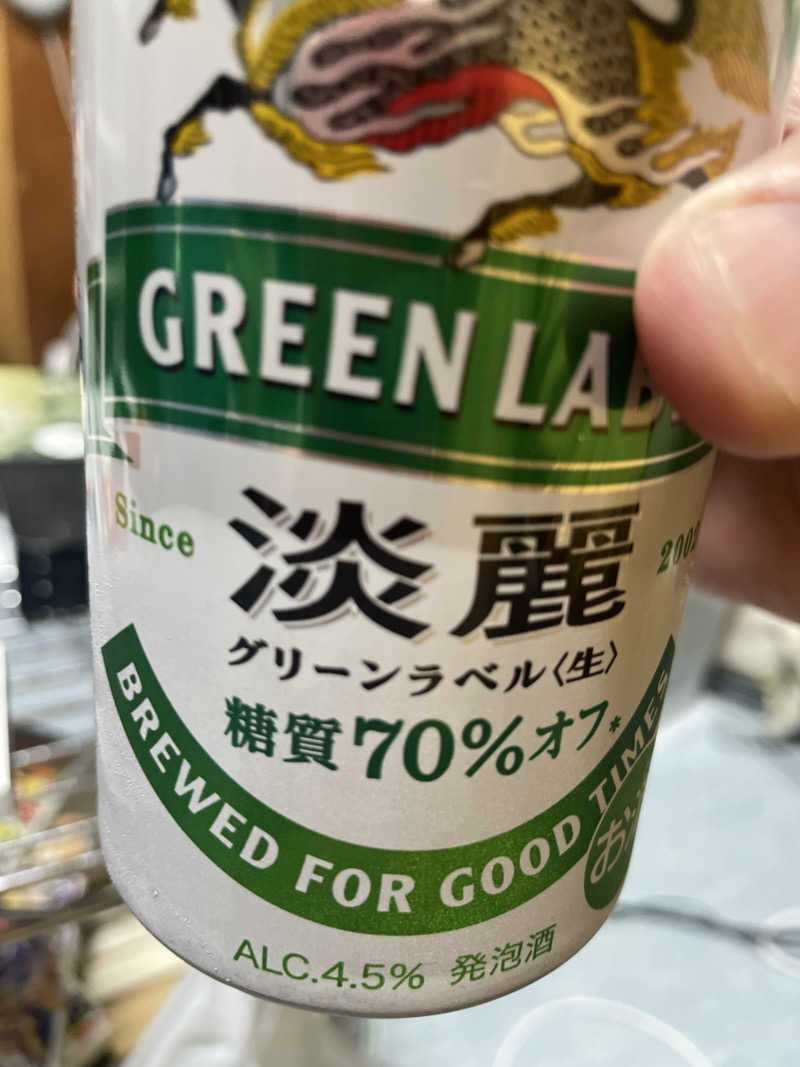 GREEN LAB
Since
淡麗
2002
グリーンラベル〈生〉
糖質70%オフ*
BREWED FOR GOOD TIMES
ALC.4.5% 発泡酒